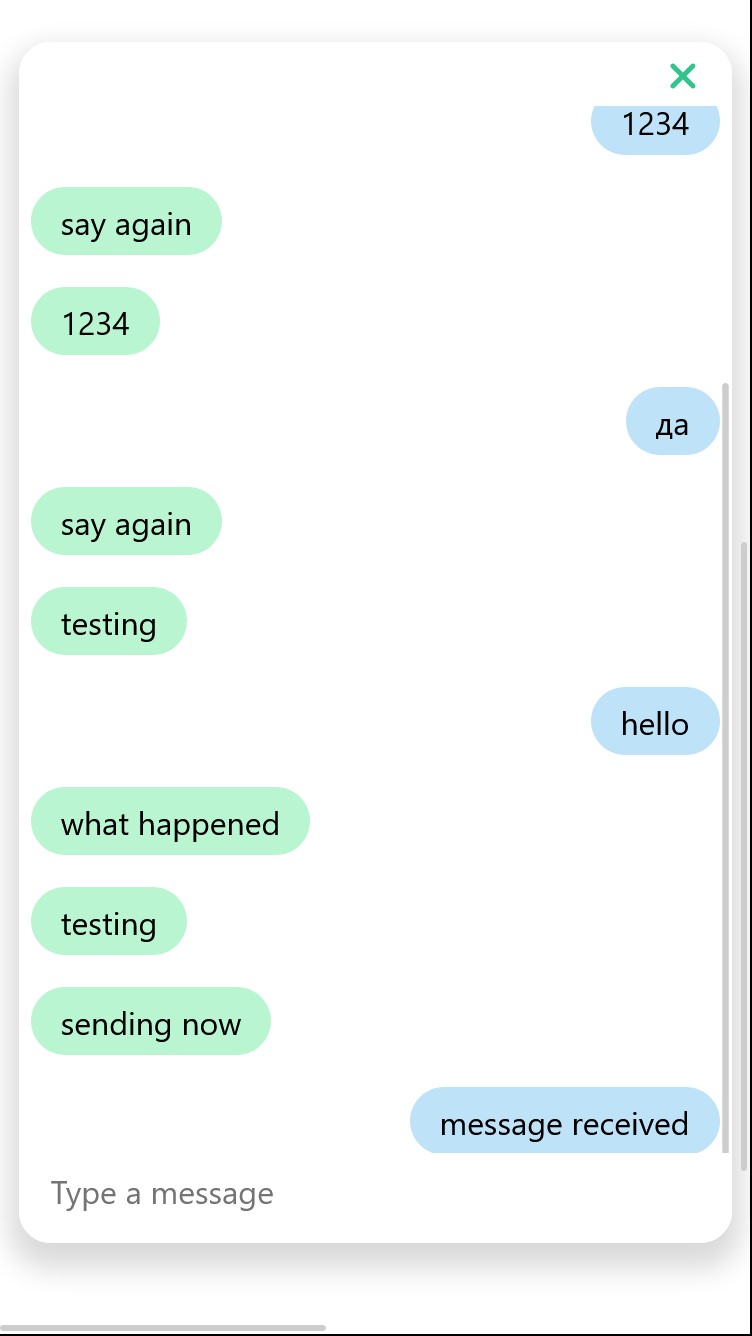 1234
say again
1234
да
say again
testing
hello
what happened
testing
sending now
message received
Type a message